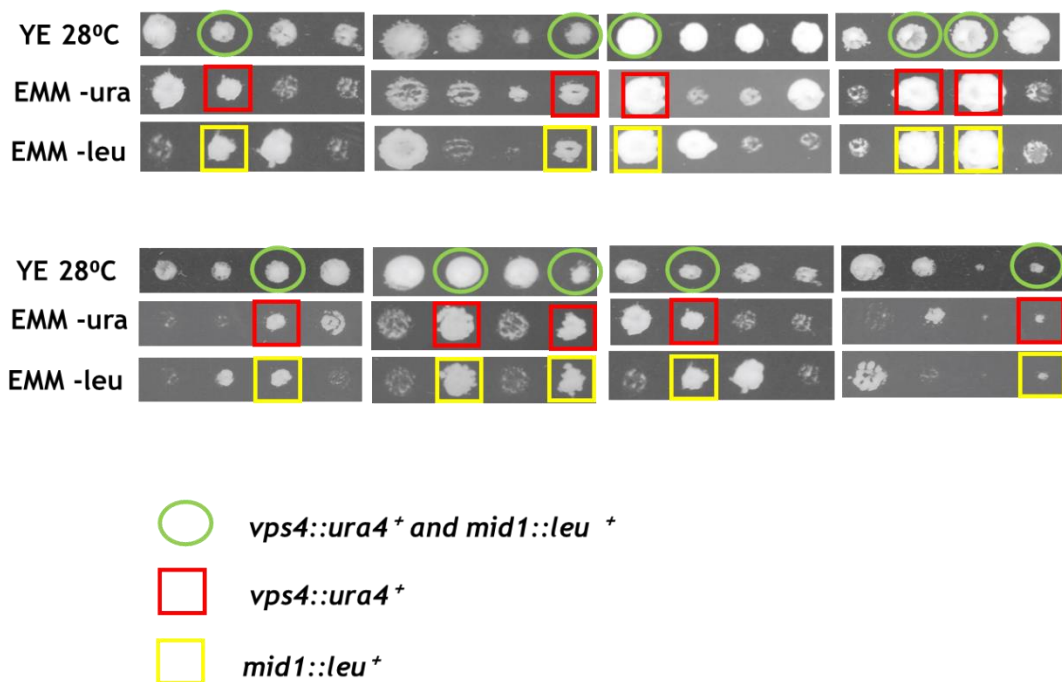 YE 28ºC
EMM -ura
EMM -leu
YE 28ºC
EMM -ura
EMM -leu
vps4::ura4⁺ and mid1::leu ⁺
vps4::ura4⁺
mid1::leu⁺